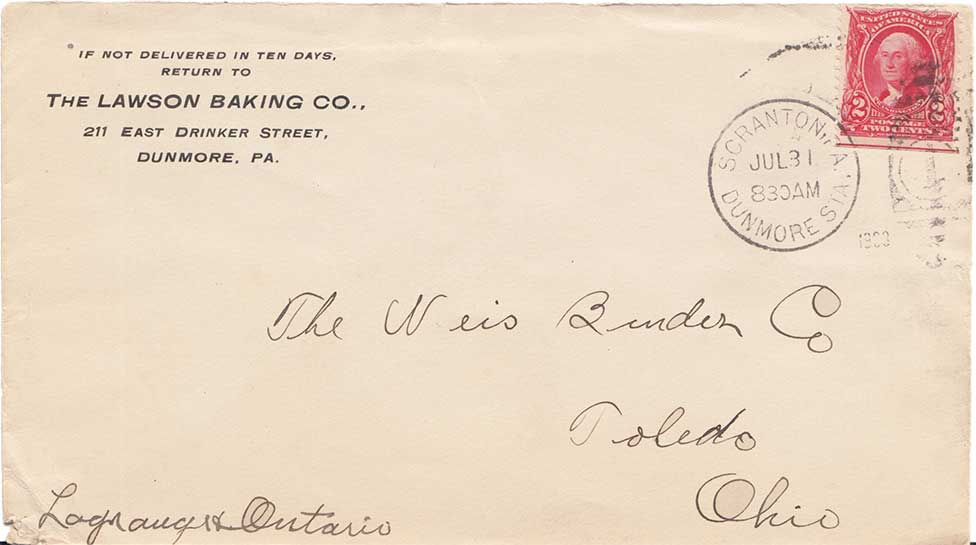 IF NOT DELIVERED IN TEN DAYS,
RETURN TO
THE LAWSON BAKING CO.,
211 EAST DRINKER STREET,
DUNMORE, PA.
UNITED STATES
OF AMERICA
2 2
POSTAGE
TWO CENTS
SCRANTON, PA.
JUL 31
830AM
DUNMORE STA.
1903
The Weis Binder Co
Toledo
Ohio
Lagrange & Ontario